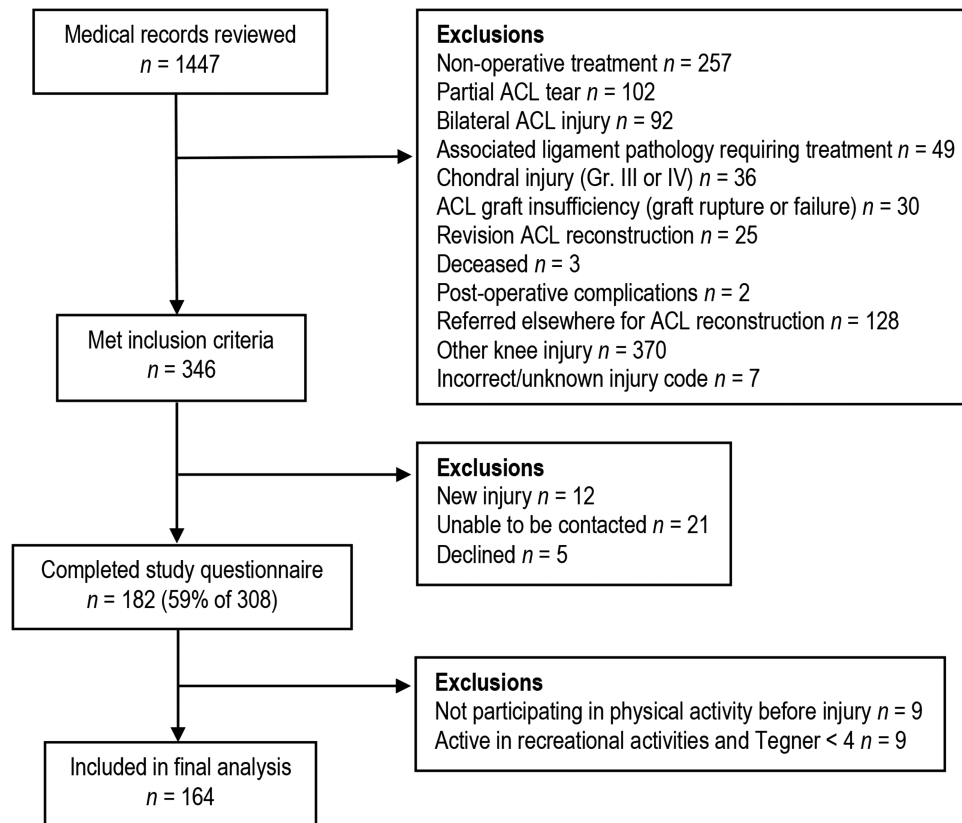 Medical records reviewed
n = 1447
Exclusions
Non-operative treatment n = 257
Partial ACL tear n = 102
Bilateral ACL injury n = 92
Associated ligament pathology requiring treatment n = 49
Chondral injury (Gr. III or IV) n = 36
ACL graft insufficiency (graft rupture or failure) n = 30
Revision ACL reconstruction n = 25
Deceased n = 3
Post-operative complications n = 2
Referred elsewhere for ACL reconstruction n = 128
Other knee injury n = 370
Incorrect/unknown injury code n = 7
Met inclusion criteria
n = 346
Exclusions
New injury n = 12
Unable to be contacted n = 21
Declined n = 5
Completed study questionnaire
n = 182 (59% of 308)
Exclusions
Not participating in physical activity before injury n = 9
Active in recreational activities and Tegner < 4 n = 9
Included in final analysis
n = 164